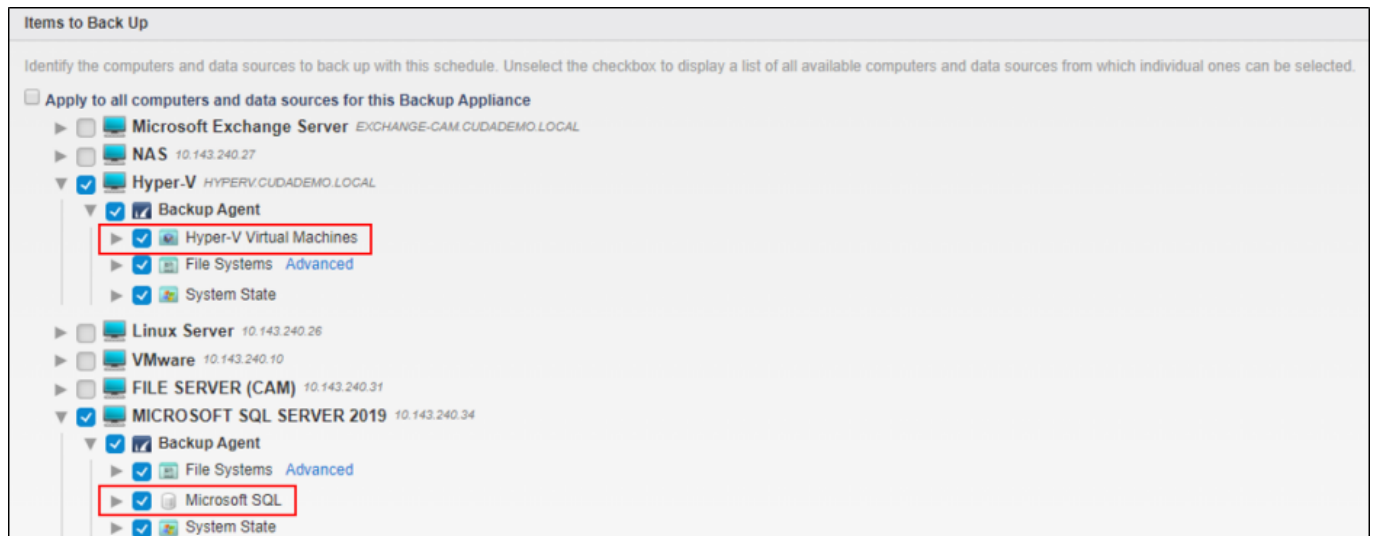 Items to Back Up
Identify the computers and data sources to back up with this schedule. Unselect the checkbox to display a list of all available computers and data sources from which individual ones can be selected.
Apply to all computers and data sources for this Backup Appliance
Microsoft Exchange Server EXCHANGE-CAM.CUDADEMO.LOCAL
NAS 10.143.240.27
Hyper-V HYPERV.CUDADEMO.LOCAL
Backup Agent
Hyper-V Virtual Machines
File Systems Advanced
System State
Linux Server 10.143.240.26
VMware 10.143.240.10
FILE SERVER (CAM) 10.143.240.31
MICROSOFT SQL SERVER 2019 10.143.240.34
Backup Agent
File Systems Advanced
Microsoft SQL
System State